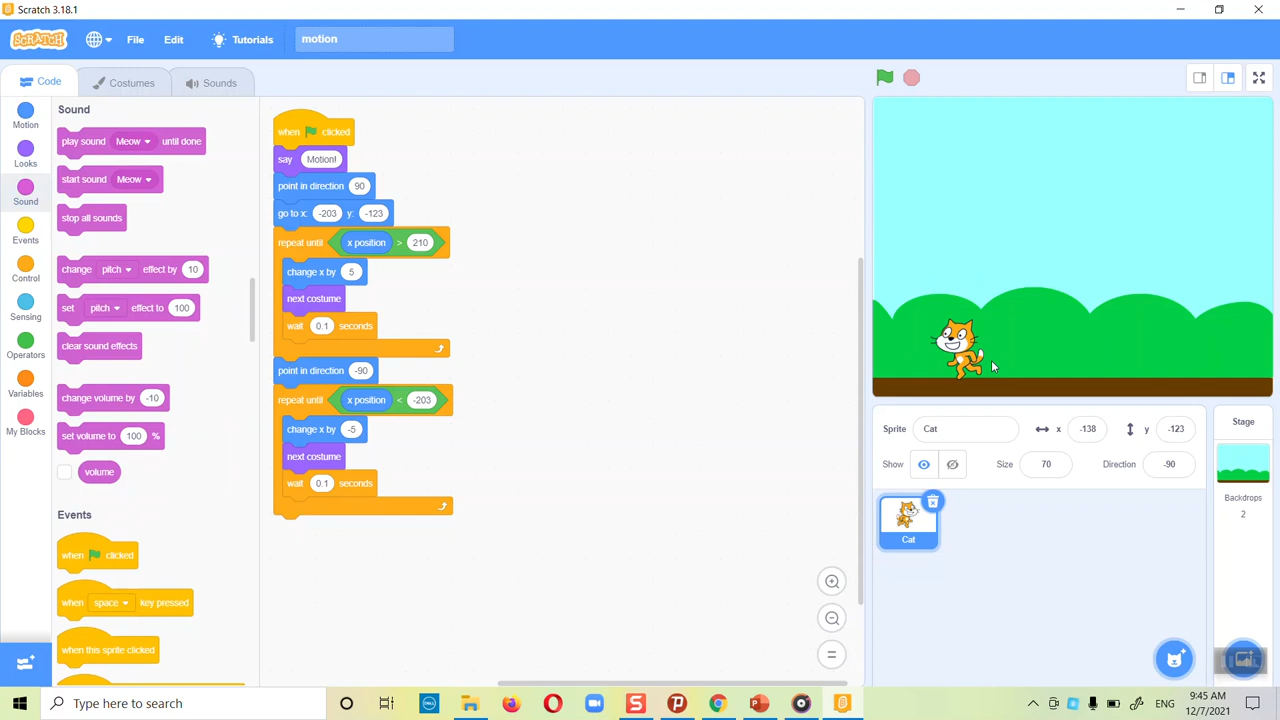 Scratch 3.18.1
SCRATCH
File
Edit
Tutorials
motion
Code
Costumes
Sounds
Motion
Looks
Sound
Events
Control
Sensing
Operators
Variables
My Blocks
Sound
play sound Meow until done
start sound Meow
stop all sounds
change pitch effect by 10
set pitch effect to 100
clear sound effects
change volume by -10
set volume to 100 %
volume
Events
when clicked
when space key pressed
when this sprite clicked
when clicked
say Motion!
point in direction 90
go to x: -203 y: -123
repeat until x position > 210
change x by 5
next costume
wait 0.1 seconds
point in direction -90
repeat until x position < -203
change x by -5
next costume
wait 0.1 seconds
Sprite Cat x -138 y -123
Show Size 70 Direction -90
Cat
Stage
Backdrops
2
Type here to search
ENG
9:45 AM
12/7/2021